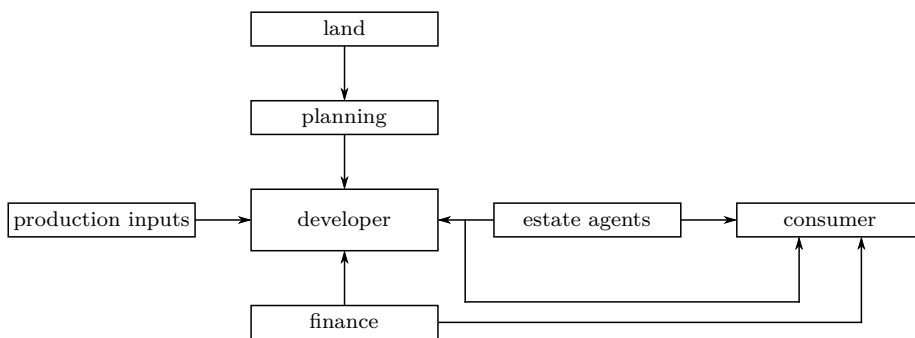 land
planning
production inputs
developer
estate agents
consumer
finance